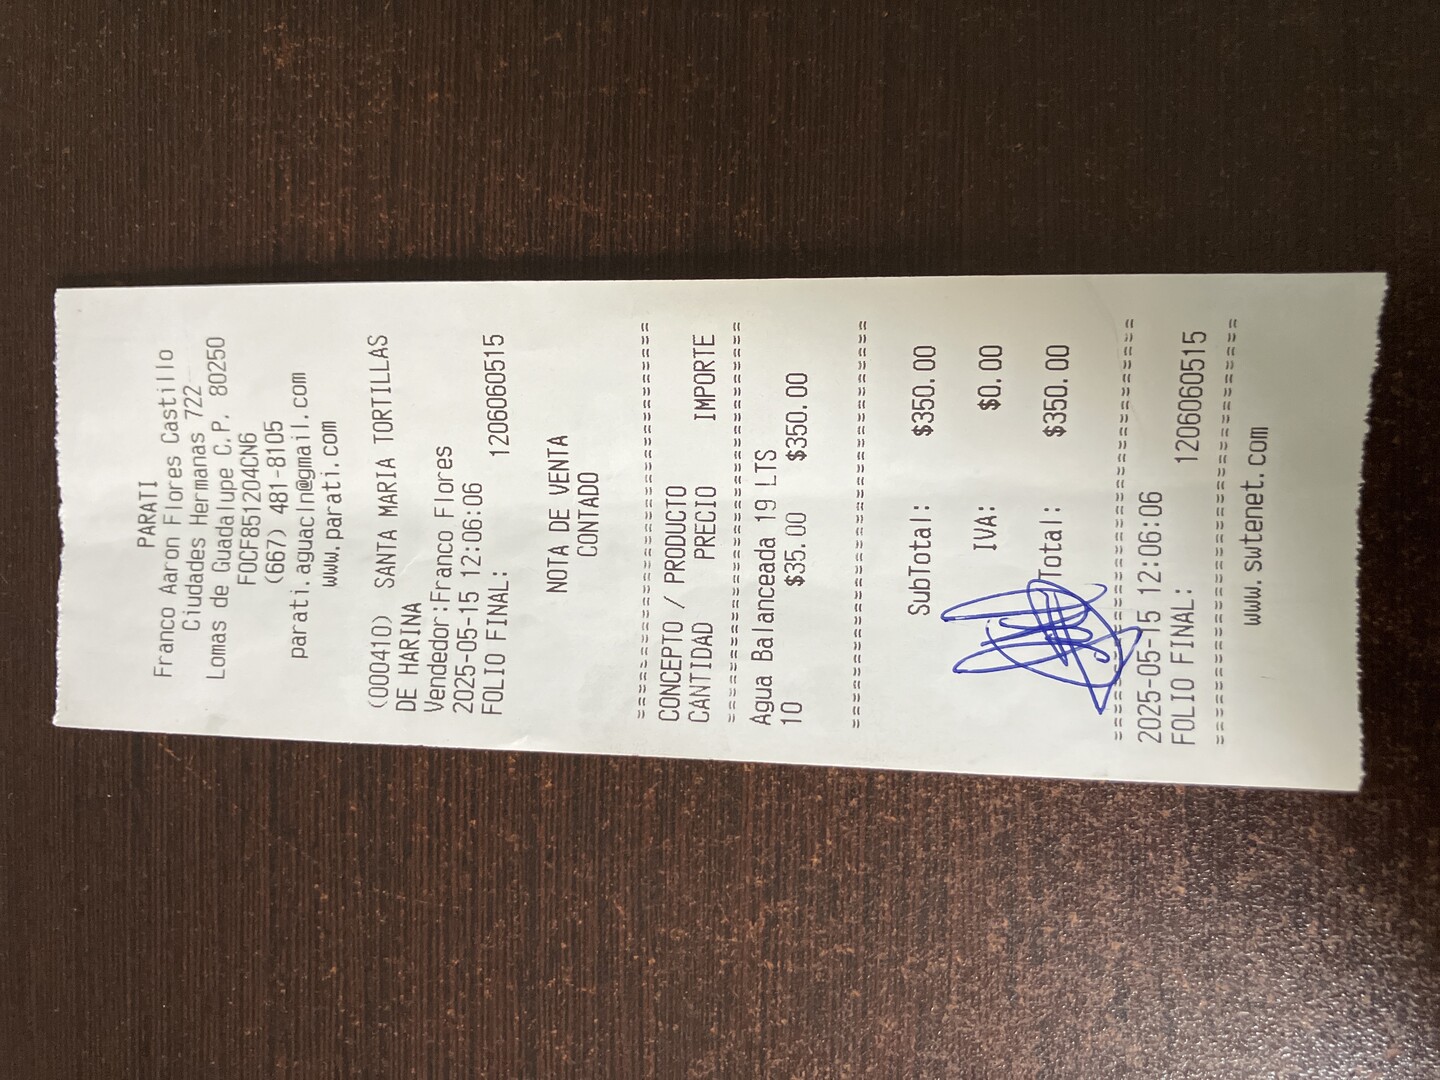 PARATI
Franco Aaron Flores Castillo
Ciudades Hermanas 722
Lomas de Guadalupe C.P. 80250
FOCF851204CN6
(667) 481-8105
parati.aguacln@gmail.com
www.parati.com
(000410) SANTA MARIA TORTILLAS
DE HARINA
Vendedor:Franco Flores
2025-05-15 12:06:06
FOLIO FINAL: 1206060515
NOTA DE VENTA
CONTADO
==============================
CONCEPTO / PRODUCTO
CANTIDAD PRECIO IMPORTE
==============================
Agua Balanceada 19 LTS
10 $35.00 $350.00
==============================
SubTotal: $350.00
IVA: $0.00
Total: $350.00
==============================
2025-05-15 12:06:06
FOLIO FINAL: 1206060515
==============================
www.swtenet.com